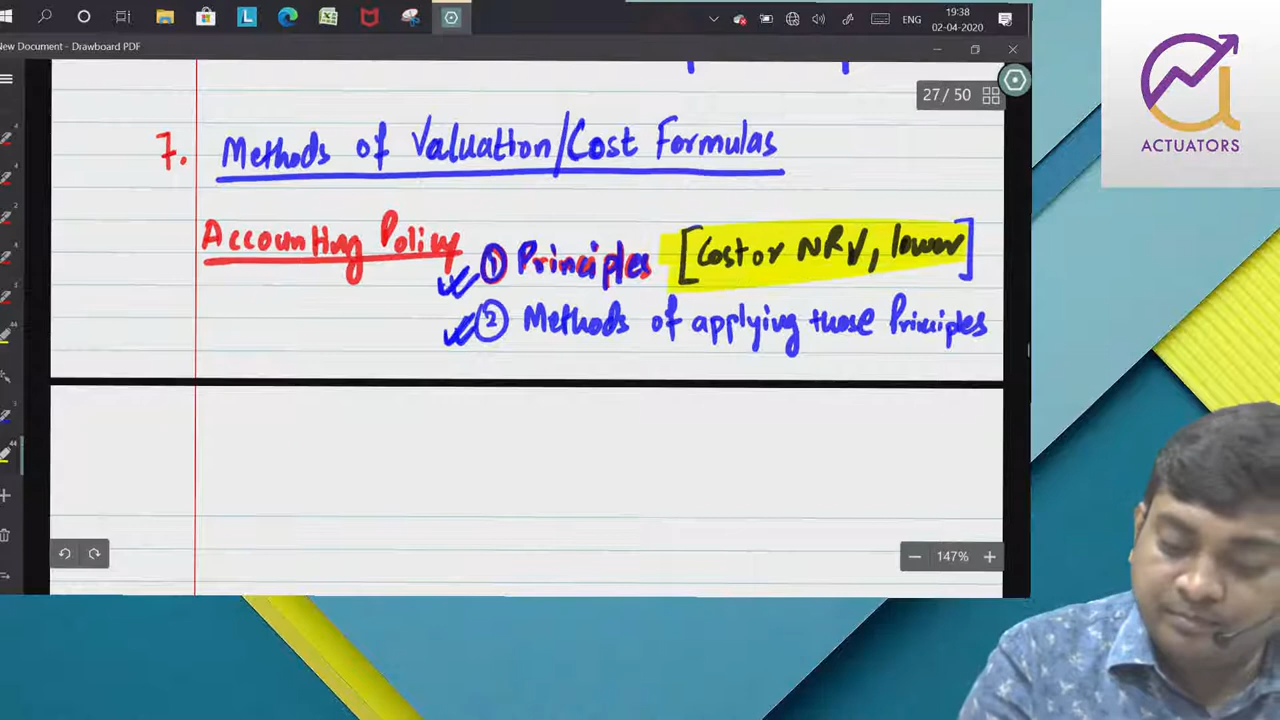 ENG
19:38
02-04-2020
New Document - Drawboard PDF
27 / 50
ACTUATORS
7. Methods of Valuation/Cost Formulas
Accounting Policy ① Principles [Cost or NRV, lower]
② Methods of applying those Principles
147%